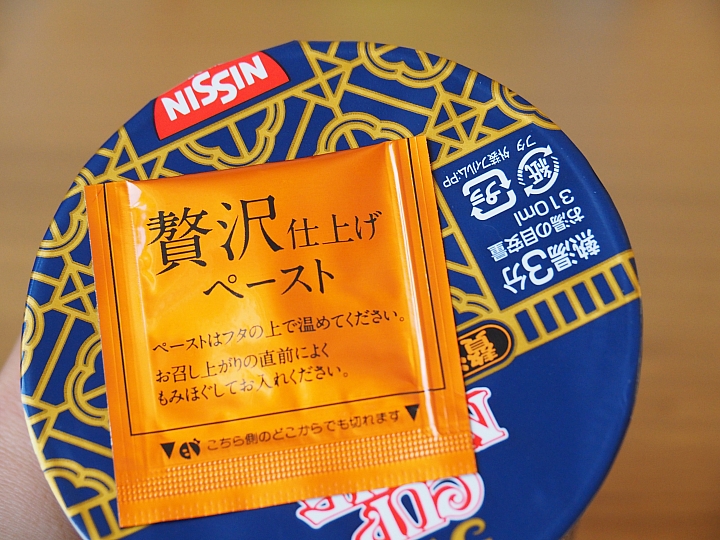 NISSIN
贅沢仕上げ
ペースト
ペーストはフタの上で温めてください。
お召し上がりの直前によく
もみほぐしてお入れください。
こちら側のどこからでも切れます
熱湯3分
お湯の目安量
310ml
紙
プラ
フタ 外装フィルム:PP
CUP